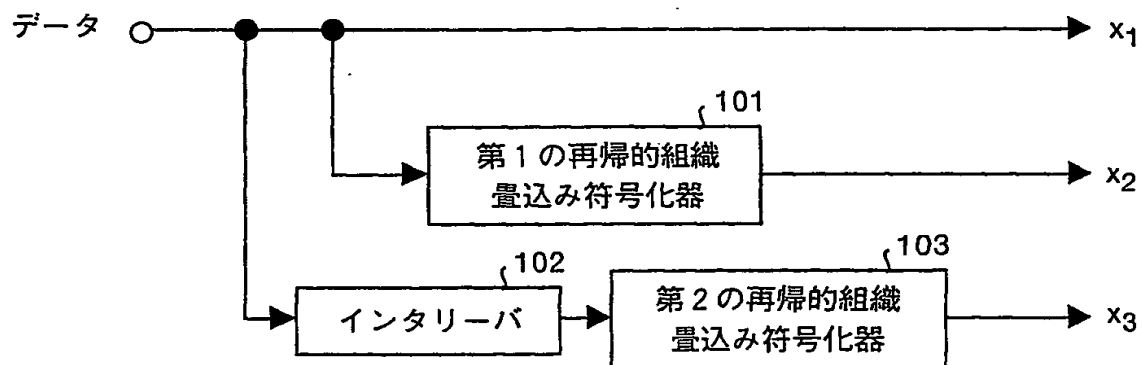 データ
x1
101
第1の再帰的組織
畳込み符号化器
x2
102
インタリーバ
103
第2の再帰的組織
畳込み符号化器
x3